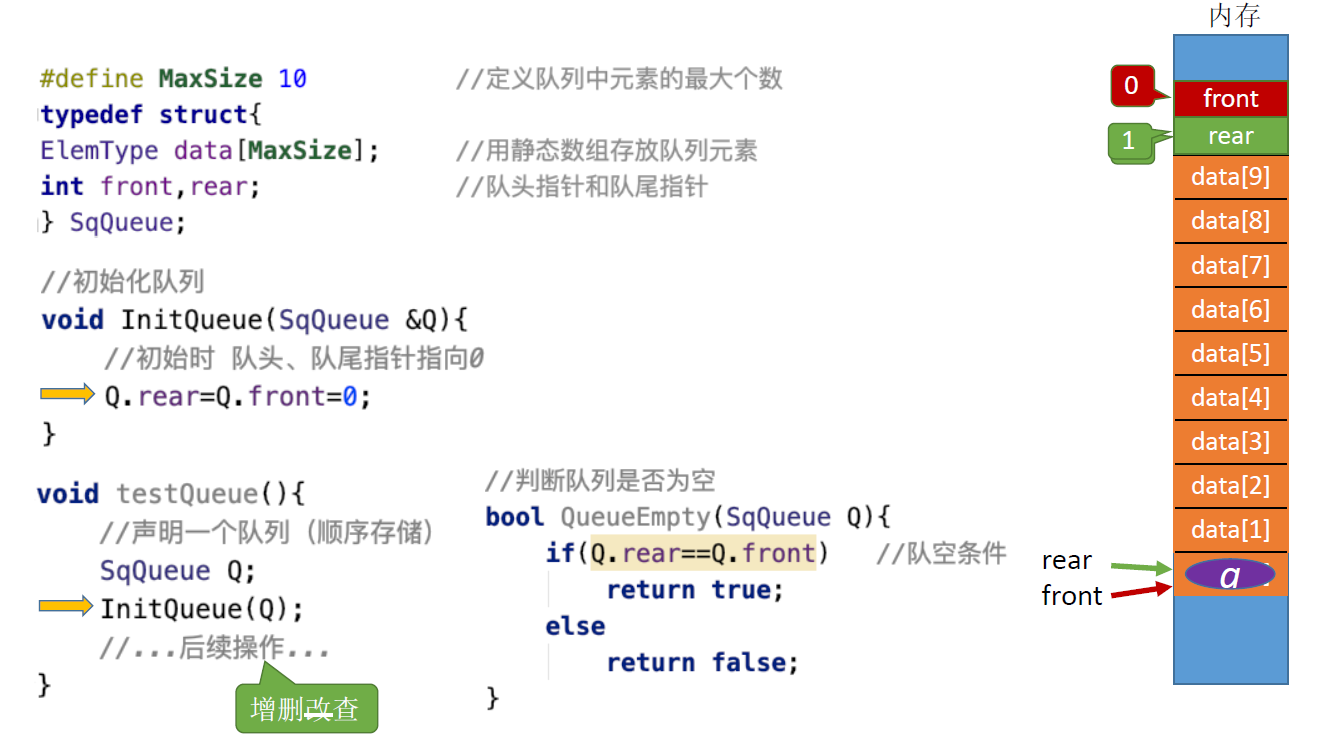 #define MaxSize 10 //定义队列中元素的最大个数
typedef struct{
ElemType data[MaxSize]; //用静态数组存放队列元素
int front,rear; //队头指针和队尾指针
} SqQueue;
//初始化队列
void InitQueue(SqQueue &Q){
//初始时 队头、队尾指针指向0
Q.rear=Q.front=0;
}
void testQueue(){
//声明一个队列（顺序存储）
SqQueue Q;
InitQueue(Q);
//...后续操作...
}
增删改查
//判断队列是否为空
bool QueueEmpty(SqQueue Q){
if(Q.rear==Q.front) //队空条件
return true;
else
return false;
}
内存
0
front
1
rear
data[9]
data[8]
data[7]
data[6]
data[5]
data[4]
data[3]
data[2]
data[1]
rear
front
a